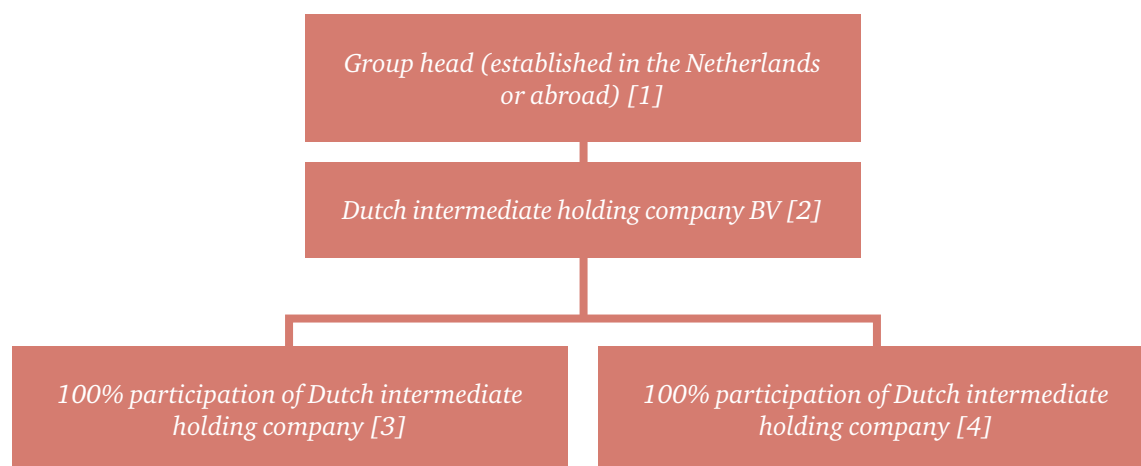 Group head (established in the Netherlands
or abroad) [1]
Dutch intermediate holding company BV [2]
100% participation of Dutch intermediate
holding company [3]
100% participation of Dutch intermediate
holding company [4]